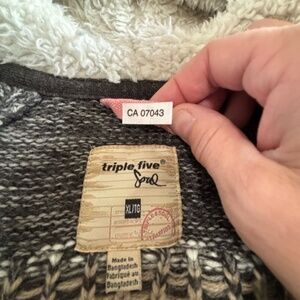 CA 07043
triple five
Soul
XL/TG
Made in
Bangladesh
Fabriqué au
Bangladesh